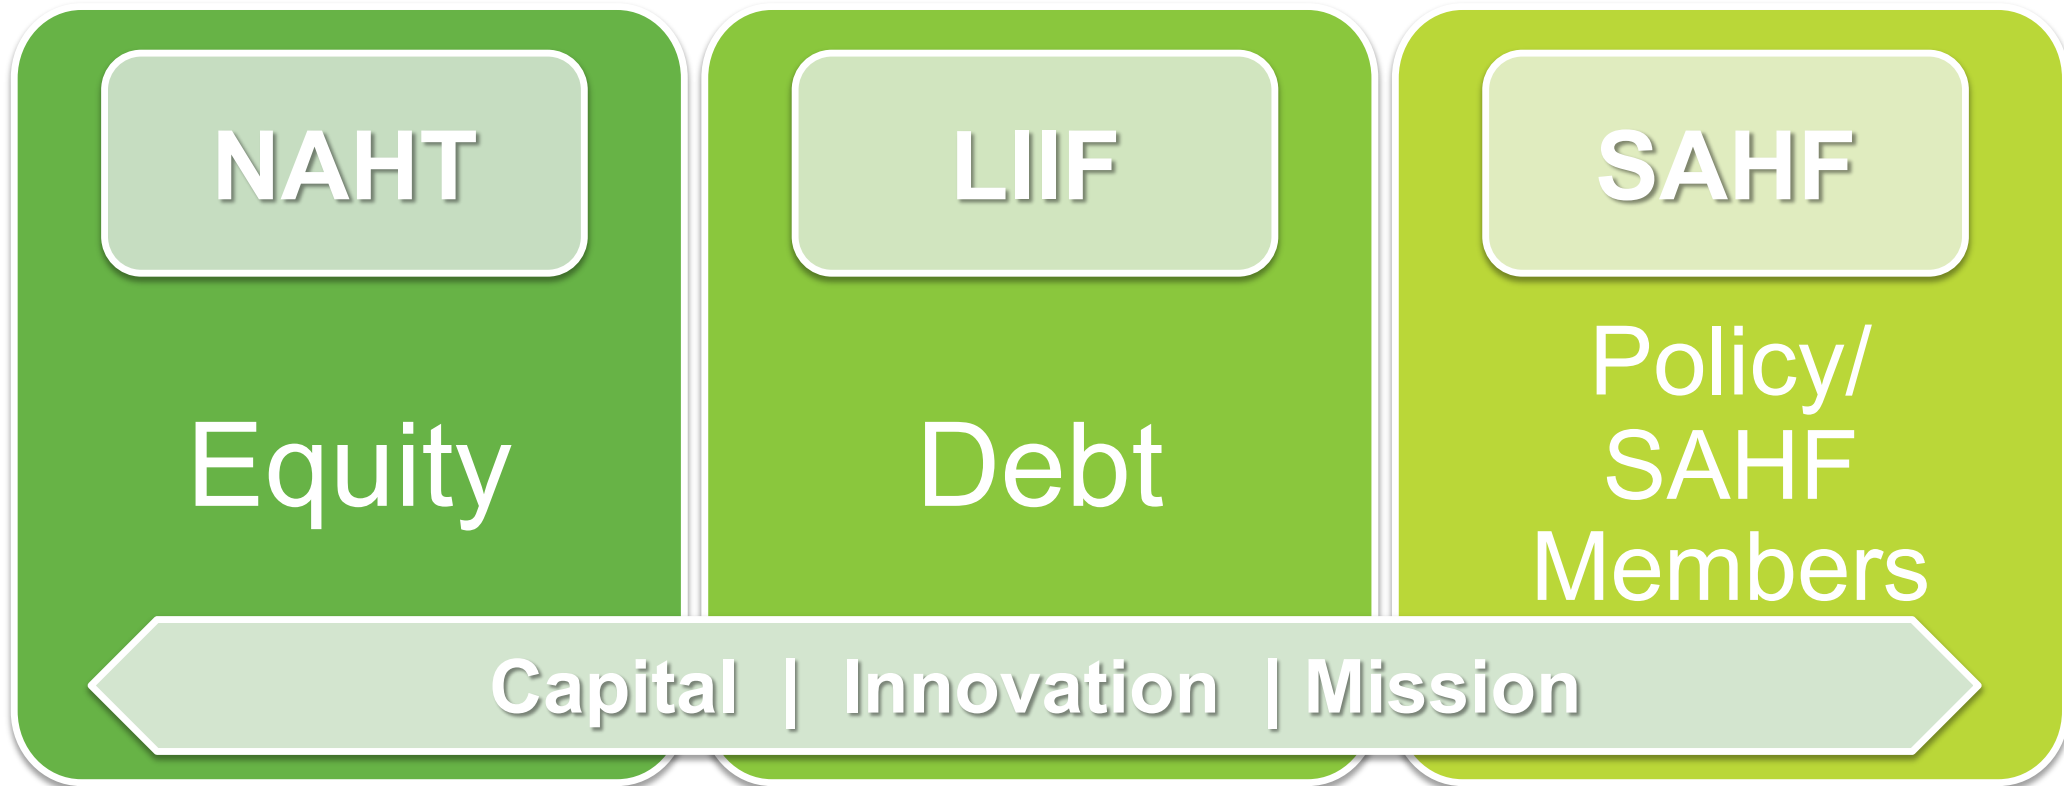 NAHT
Equity
LIIF
Debt
SAHF
Policy/
SAHF
Members
Capital | Innovation | Mission